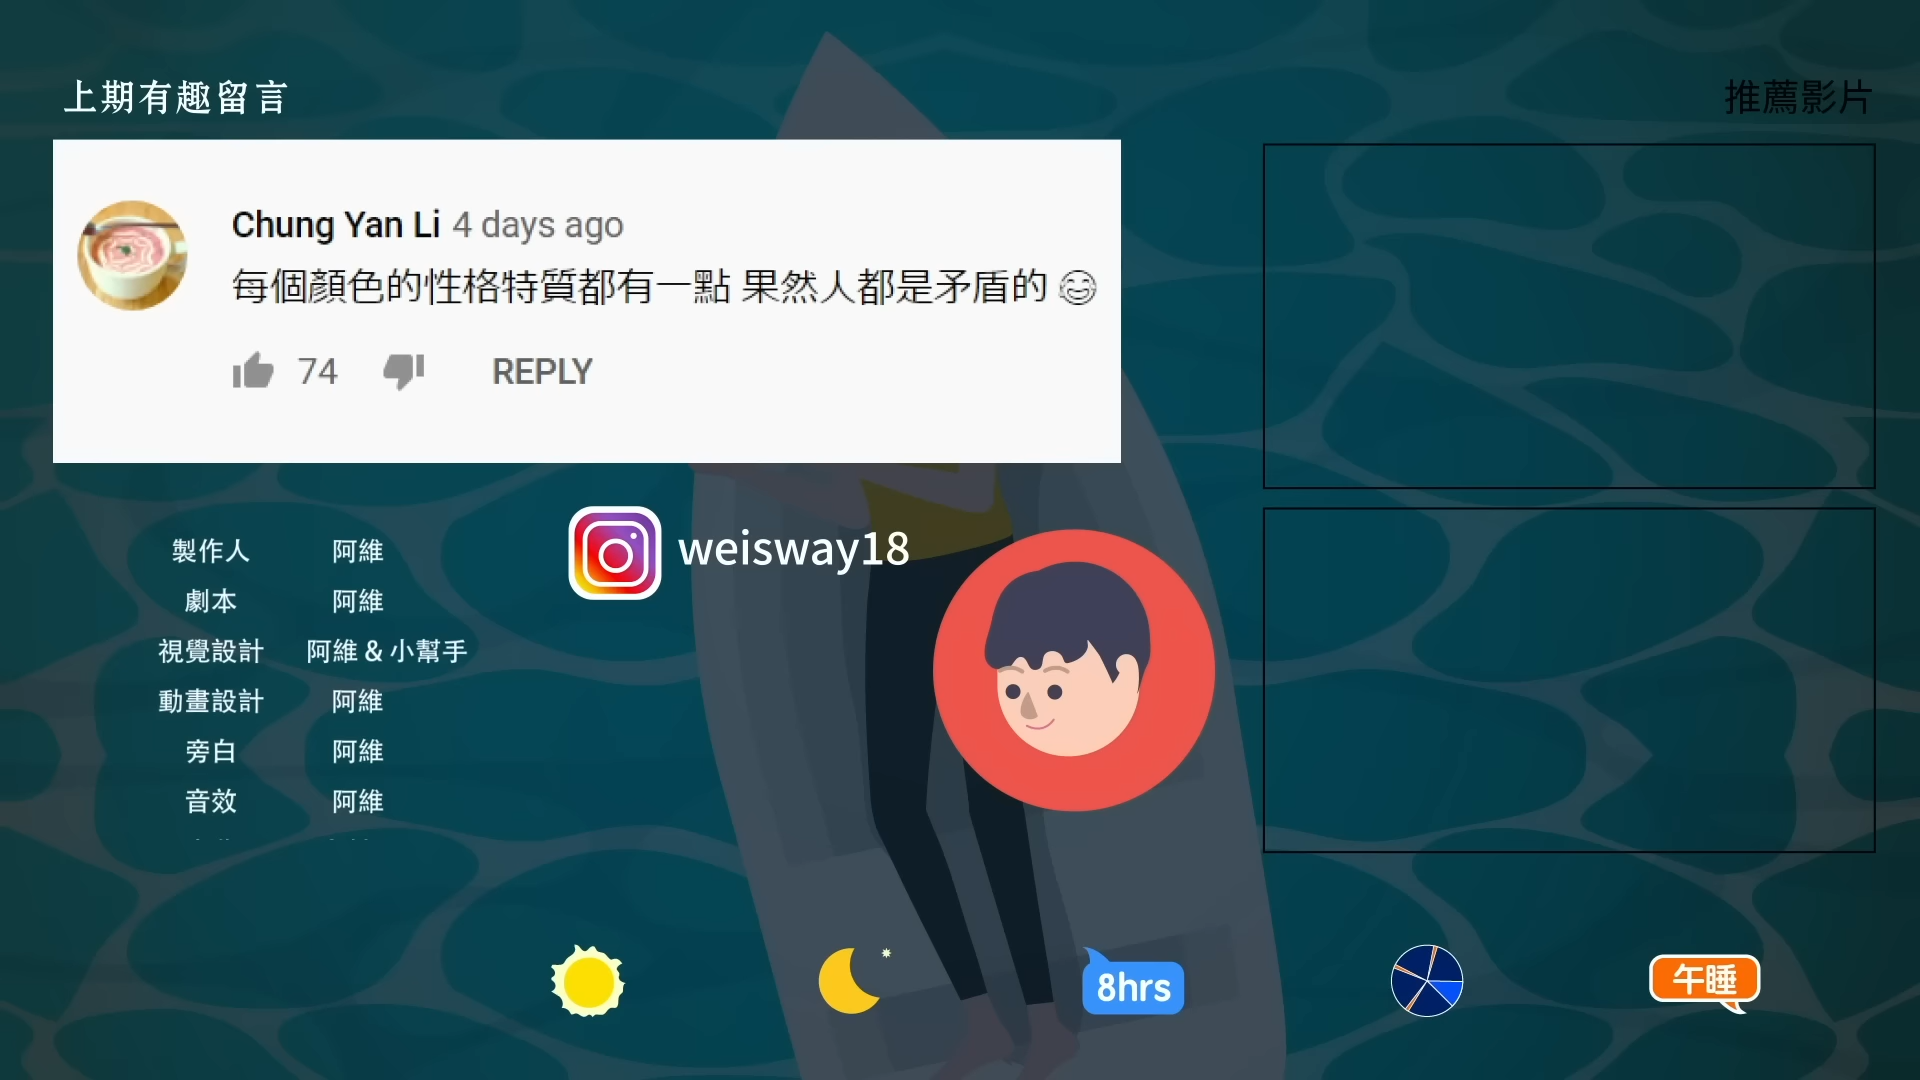 上期有趣留言
推薦影片
Chung Yan Li 4 days ago
每個顏色的性格特質都有一點 果然人都是矛盾的 😂
74 REPLY
weisway18
製作人 阿維
劇本 阿維
視覺設計 阿維 & 小幫手
動畫設計 阿維
旁白 阿維
音效 阿維
8hrs
午睡